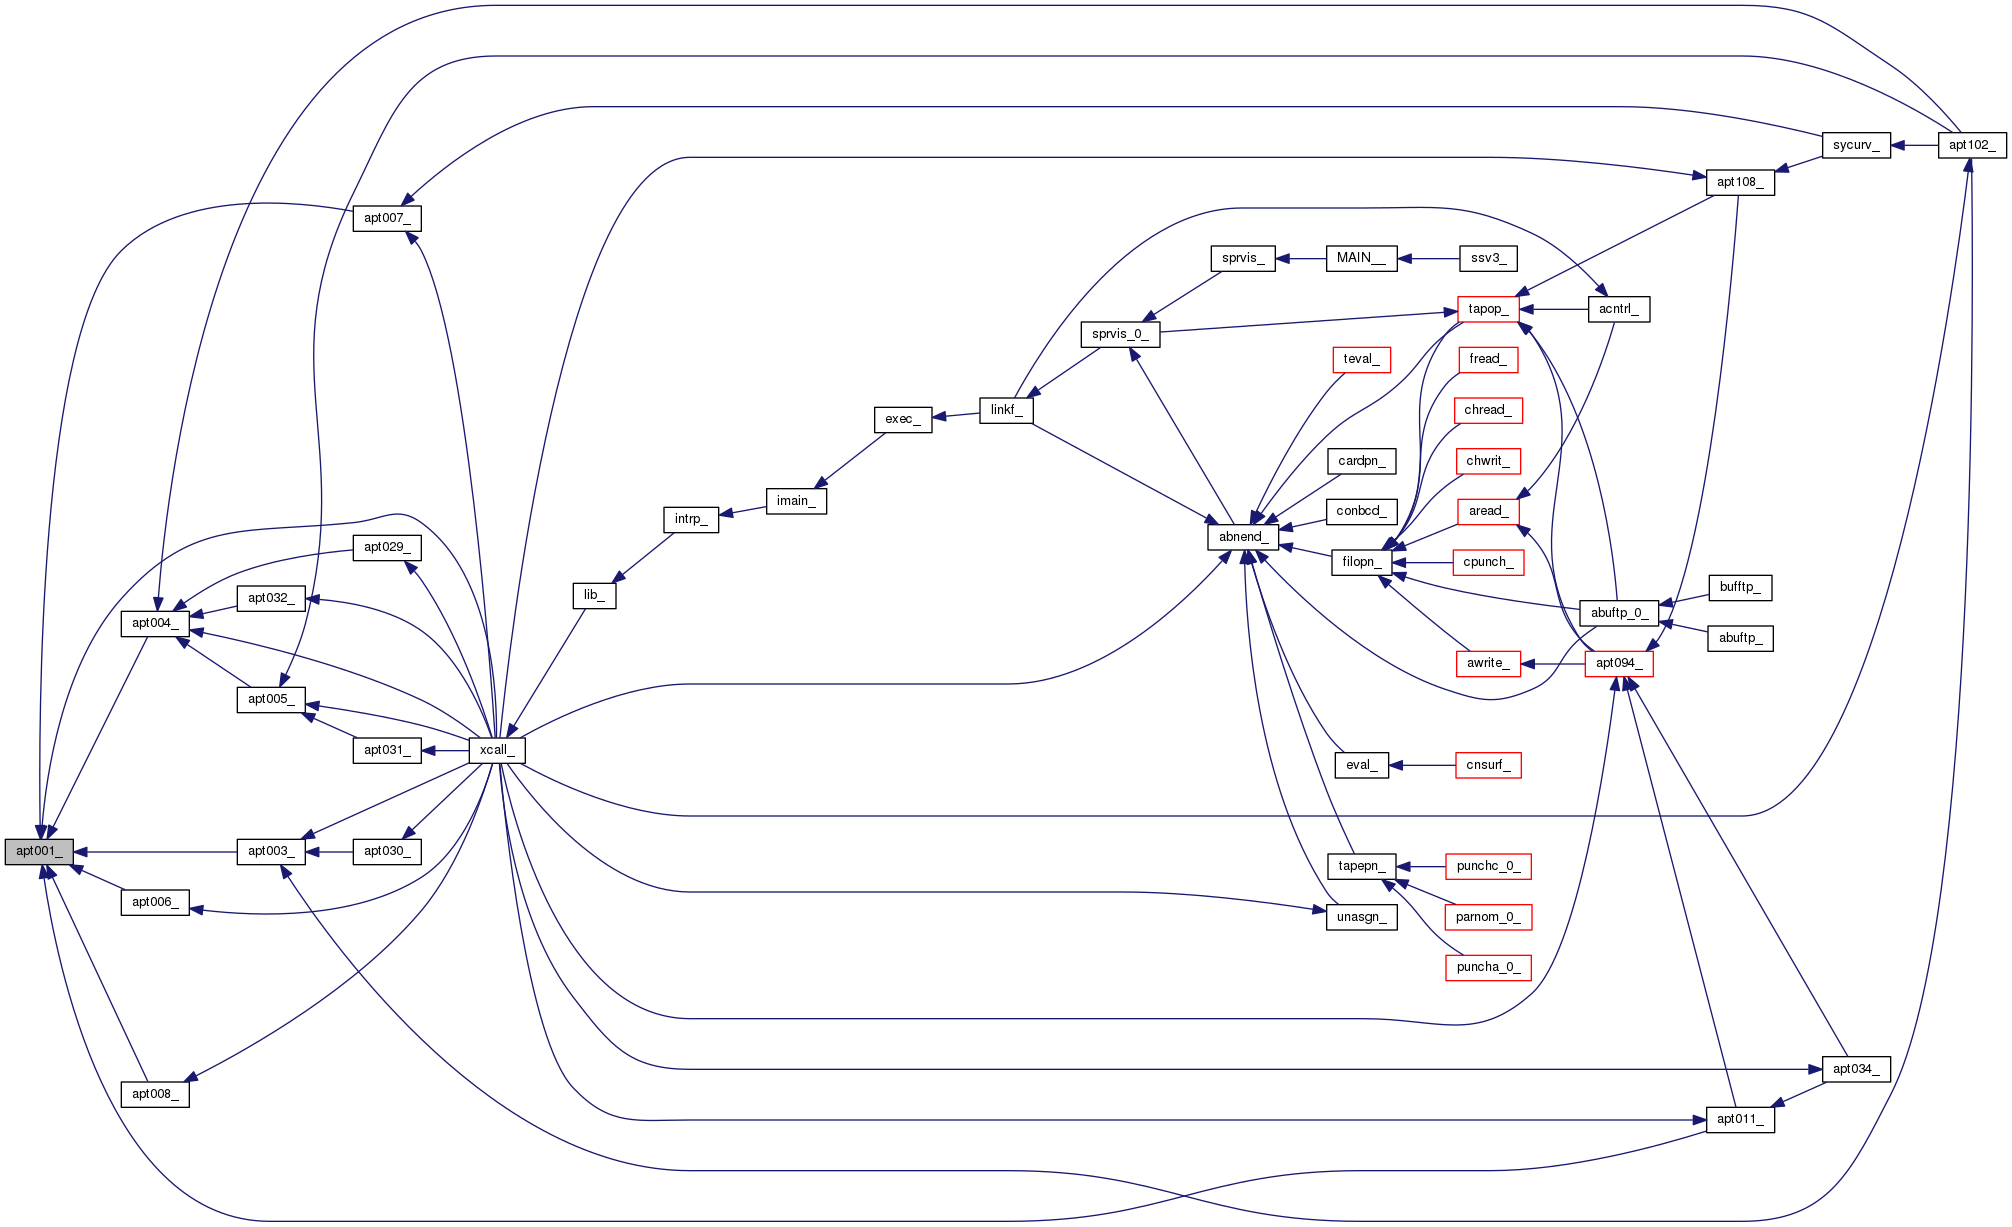 sycurv_
apt102_
apt108_
apt007_
sprvis_
MAIN__
ssv3_
tapop_
acntrl_
sprvis_0_
teval_
fread_
linkf_
chread_
exec_
cardpn_
chwrit_
imain_
conbcd_
aread_
intrp_
abnend_
apt029_
filopn_
cpunch_
bufftp_
lib_
apt032_
abuftp_0_
apt004_
abuftp_
awrite_
apt094_
apt005_
apt031_
xcall_
eval_
cnsurf_
apt001_
apt003_
apt030_
tapepn_
punchc_0_
apt006_
unasgn_
parnom_0_
puncha_0_
apt034_
apt008_
apt011_